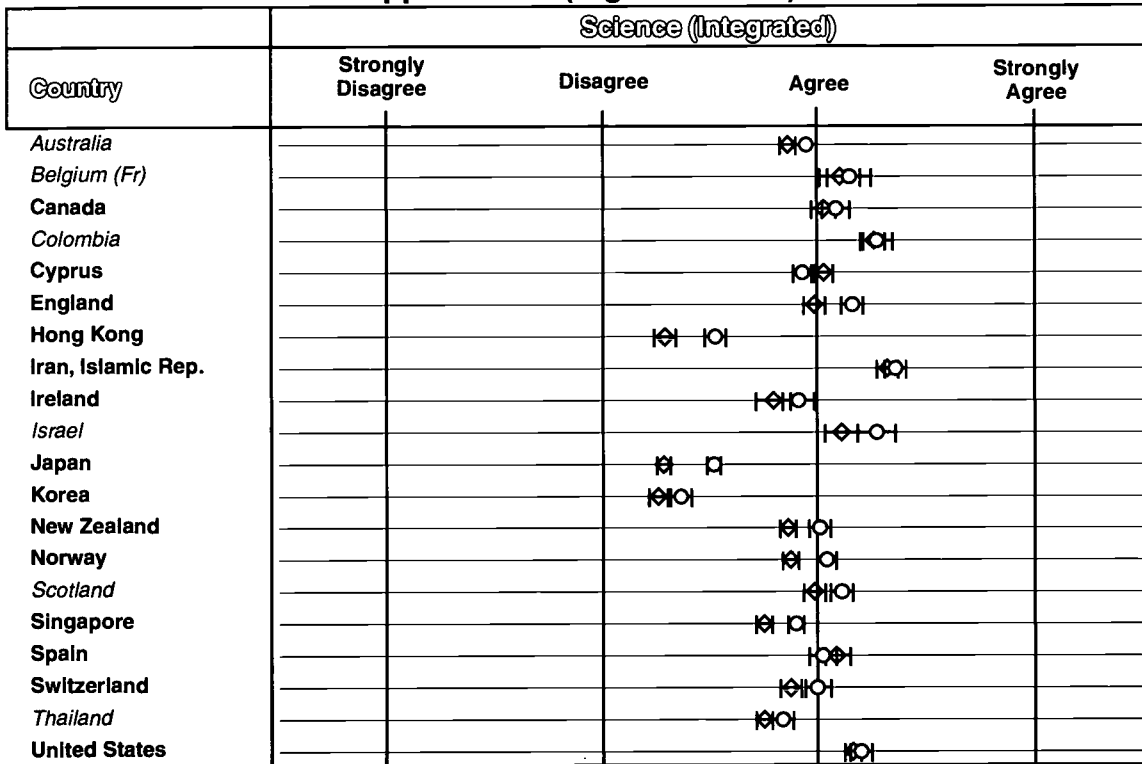 Science (Integrated)
Country
Strongly Disagree
Disagree
Agree
Strongly Agree
Australia
Belgium (Fr)
Canada
Colombia
Cyprus
England
Hong Kong
Iran, Islamic Rep.
Ireland
Israel
Japan
Korea
New Zealand
Norway
Scotland
Singapore
Spain
Switzerland
Thailand
United States